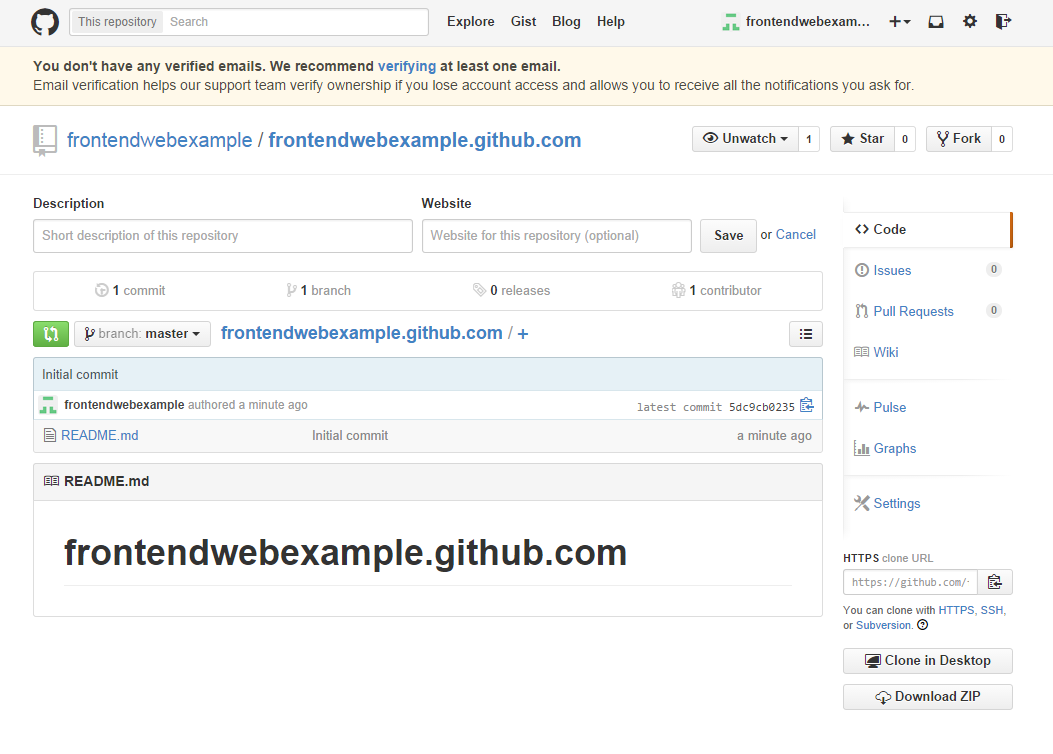 This repository Search Explore Gist Blog Help frontendwebexam...
You don't have any verified emails. We recommend verifying at least one email.
Email verification helps our support team verify ownership if you lose account access and allows you to receive all the notifications you ask for.
frontendwebexample / frontendwebexample.github.com
Unwatch 1 Star 0 Fork 0
Description Website
Short description of this repository Website for this repository (optional) Save or Cancel
1 commit 1 branch 0 releases 1 contributor
branch: master frontendwebexample.github.com / +
Initial commit
frontendwebexample authored a minute ago latest commit 5dc9cb0235
README.md Initial commit a minute ago
README.md
frontendwebexample.github.com
Code
Issues 0
Pull Requests 0
Wiki
Pulse
Graphs
Settings
HTTPS clone URL
https://github.com/
You can clone with HTTPS, SSH,
or Subversion.
Clone in Desktop
Download ZIP